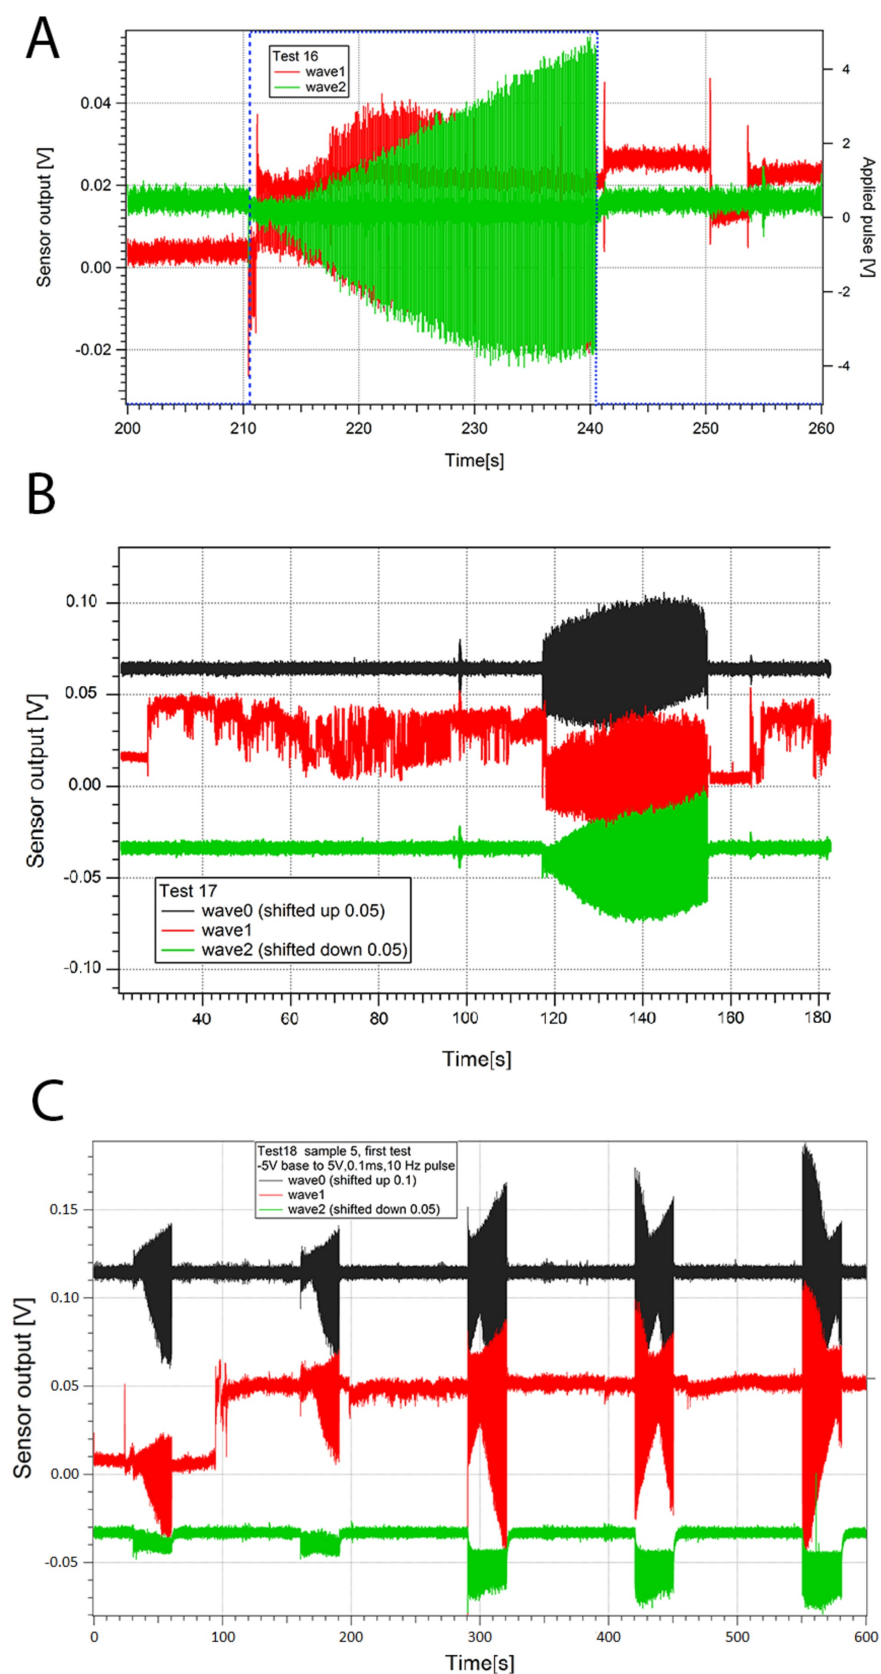 A
Test 16
wave1
wave2
Sensor output [V]
0.04
0.02
0.00
-0.02
4
2
0
-2
-4
Applied pulse [V]
200 210 220 230 240 250 260
Time[s]
B
Sensor output [V]
0.10
0.05
0.00
-0.05
-0.10
Test 17
wave0 (shifted up 0.05)
wave1
wave2 (shifted down 0.05)
40 60 80 100 120 140 160 180
Time[s]
C
Test18 sample 5, first test
-5V base to 5V,0.1ms,10 Hz pulse
wave0 (shifted up 0.1)
wave1
wave2 (shifted down 0.05)
Sensor output [V]
0.15
0.10
0.05
0.00
-0.05
0 100 200 300 400 500 600
Time[s]